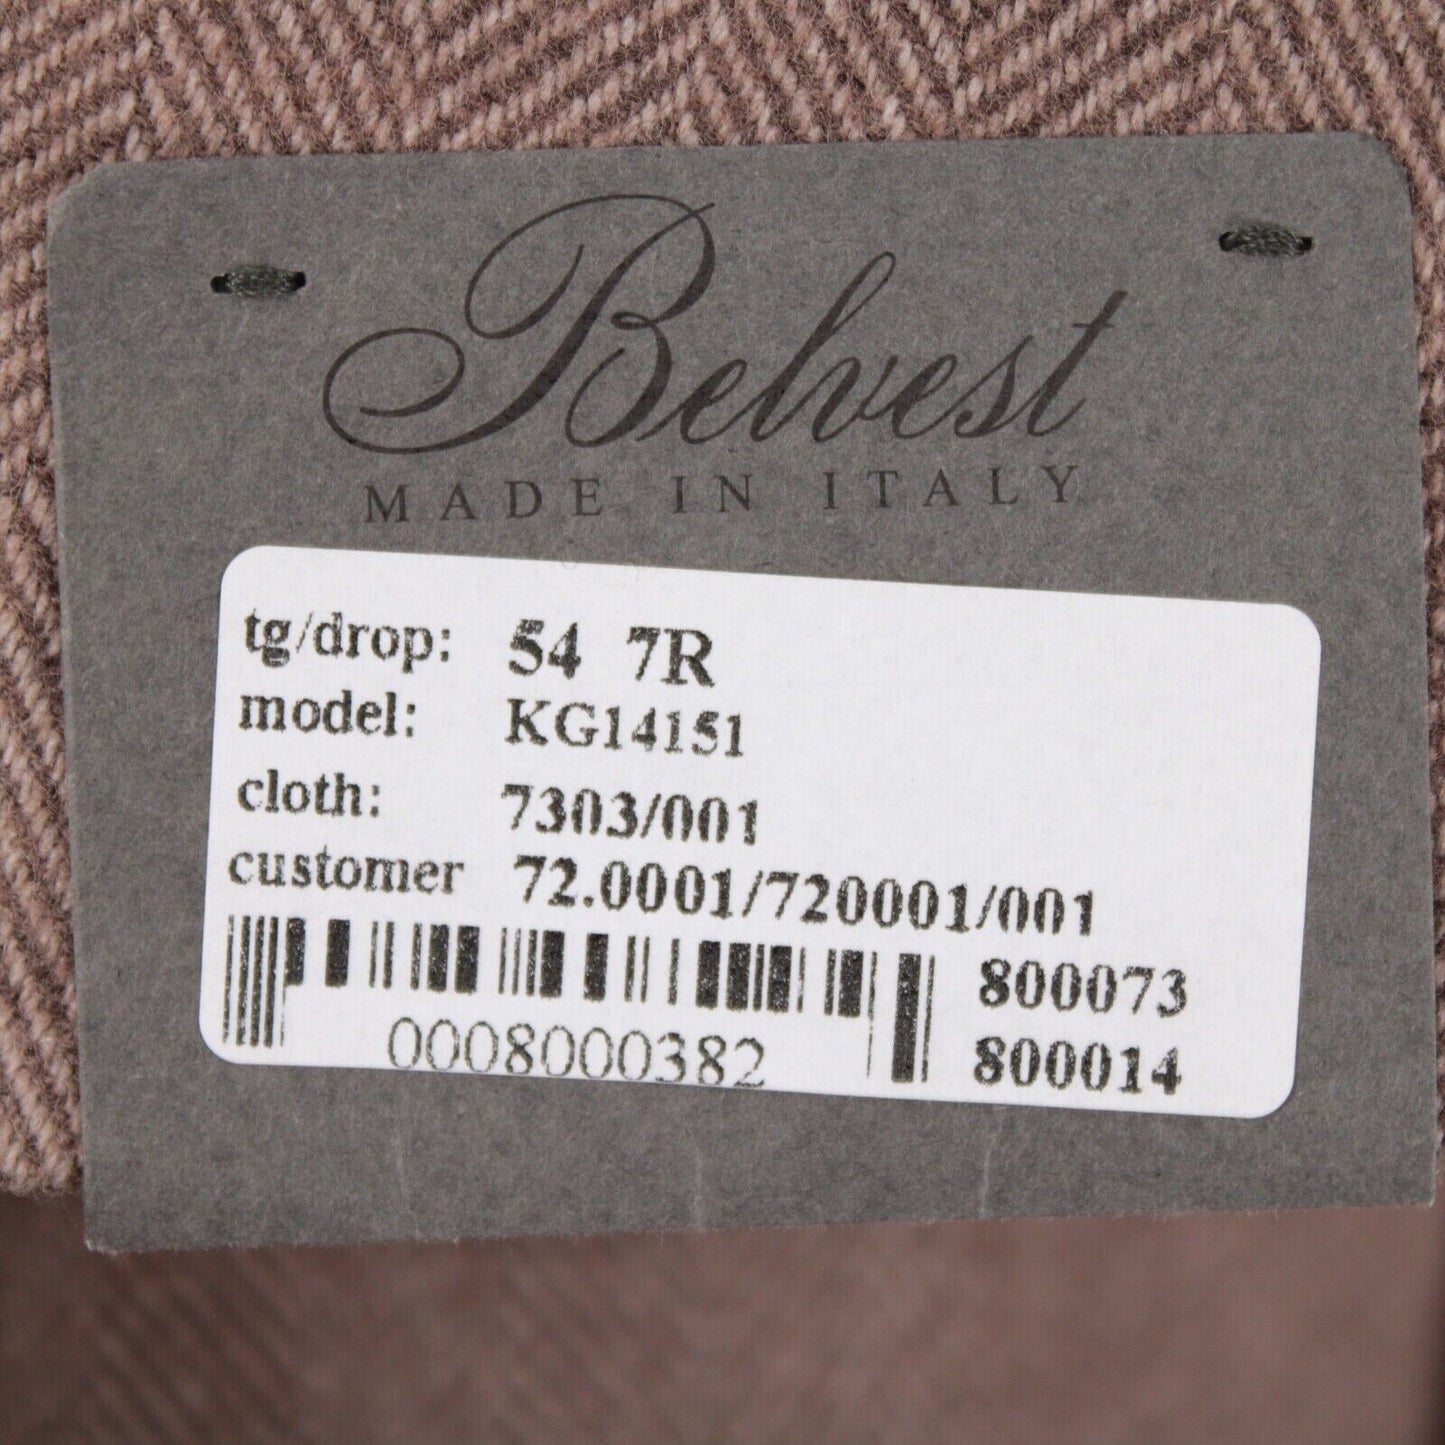 Belvest
MADE IN ITALY
tg/drop: 54 7R
model: KG14151
cloth: 7303/001
customer 72.0001/720001/001
800073
0008000382
800014